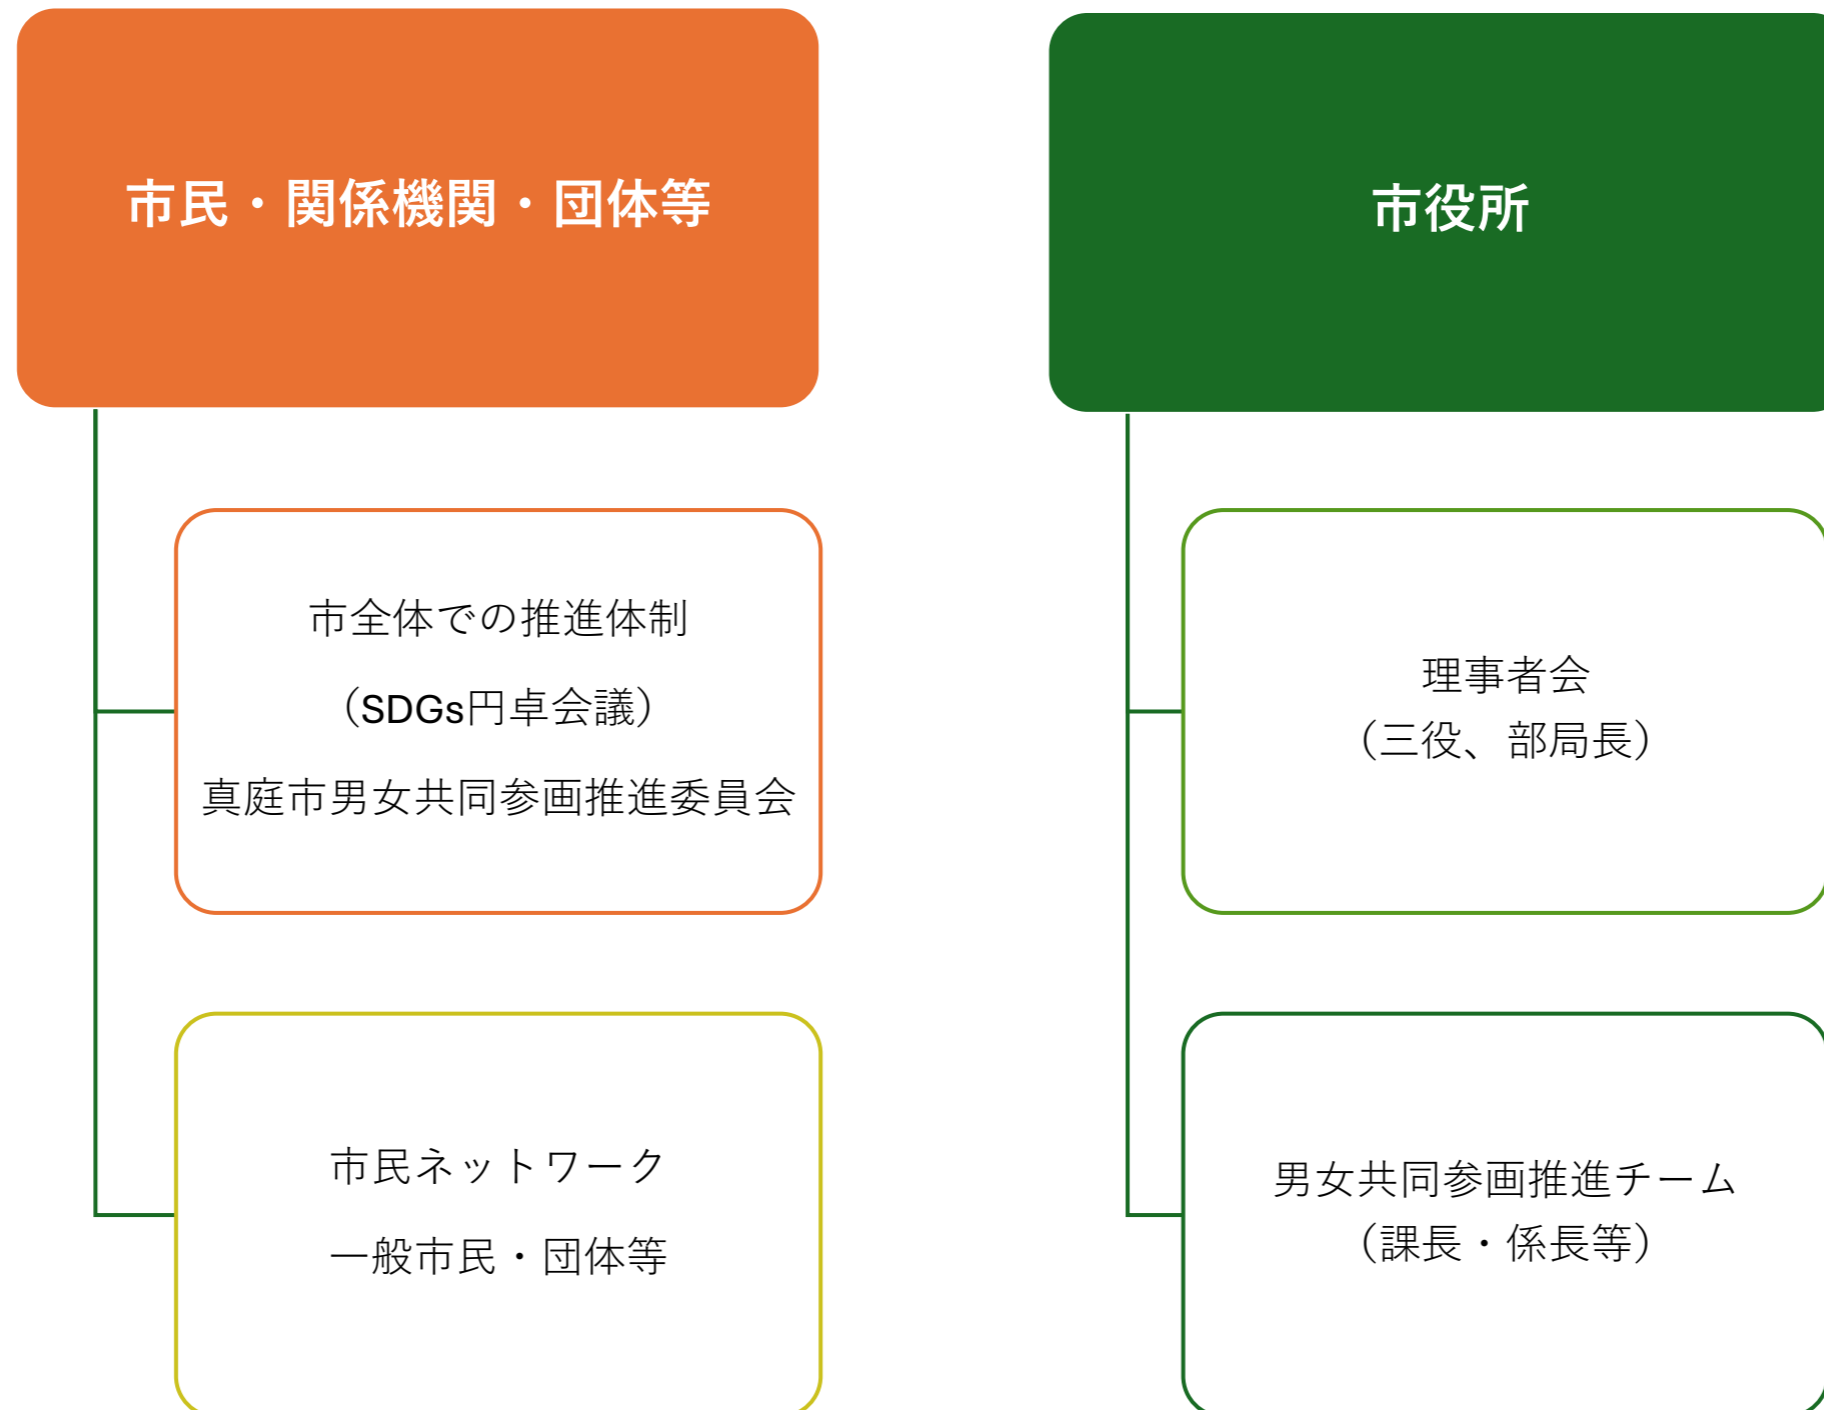 市民・関係機関・団体等
市全体での推進体制
（SDGs円卓会議）
真庭市男女共同参画推進委員会
市民ネットワーク
一般市民・団体等
市役所
理事者会
（三役、部局長）
男女共同参画推進チーム
（課長・係長等）